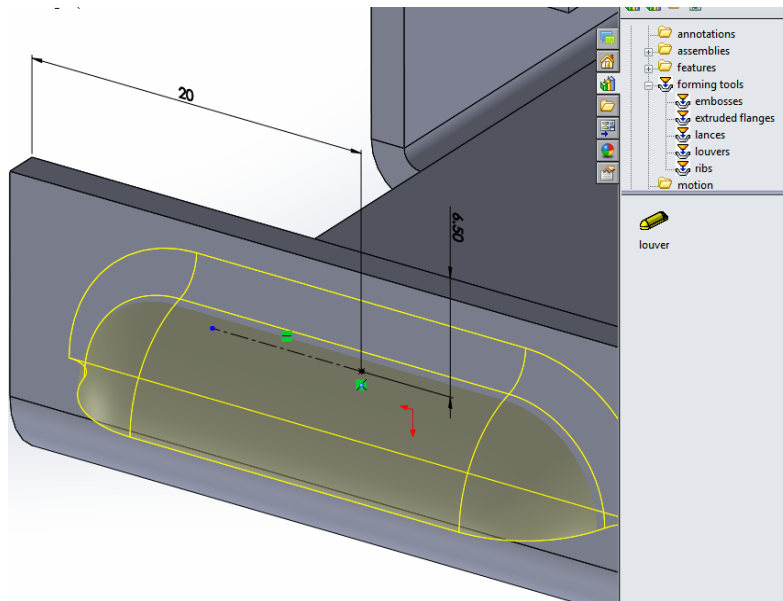 20
6.50
annotations
assemblies
features
forming tools
embosses
extruded flanges
lances
louvers
ribs
motion
louver